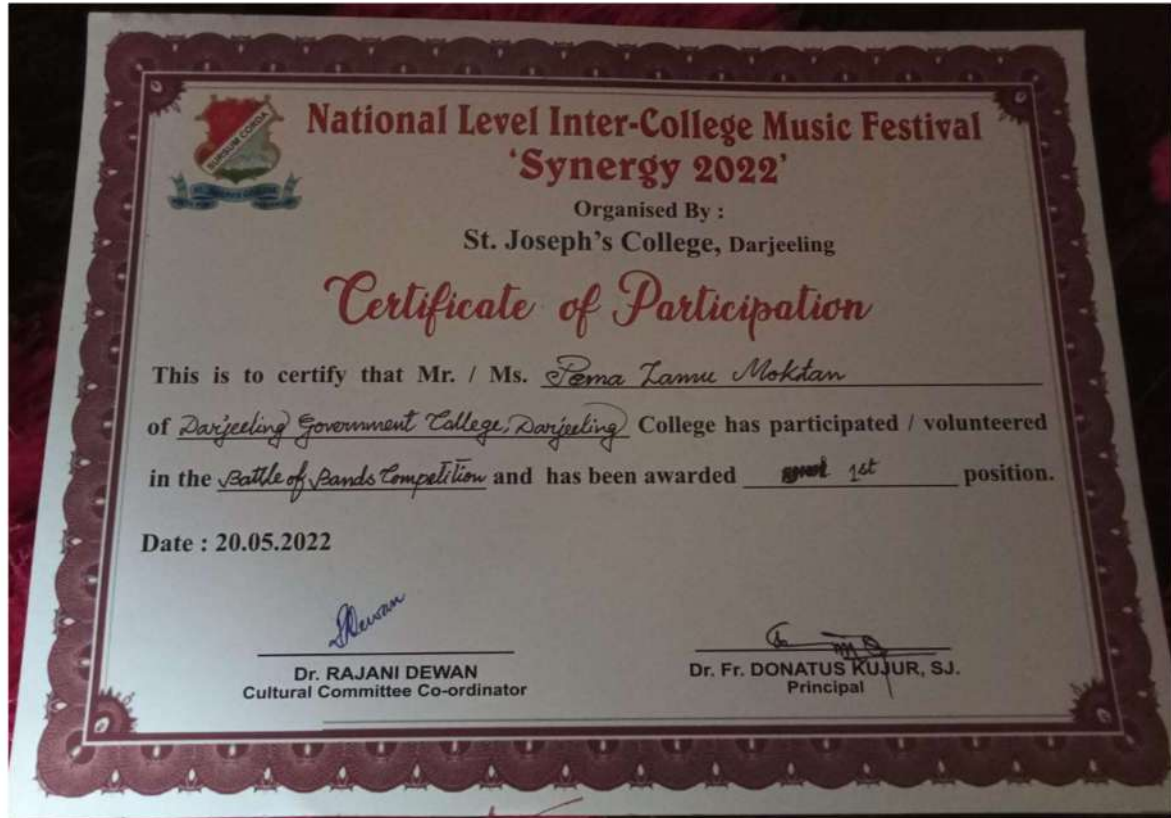 SURSUM CORDA
National Level Inter-College Music Festival
'Synergy 2022'
Organised By :
St. Joseph's College, Darjeeling
Certificate of Participation
This is to certify that Mr. / Ms. Pema Lamu Moktan
of Darjeeling Government College, Darjeeling College has participated / volunteered
in the Battle of Bands Competition and has been awarded 1st position.
Date : 20.05.2022
Dr. RAJANI DEWAN
Cultural Committee Co-ordinator
Dr. Fr. DONATUS KUJUR, SJ.
Principal